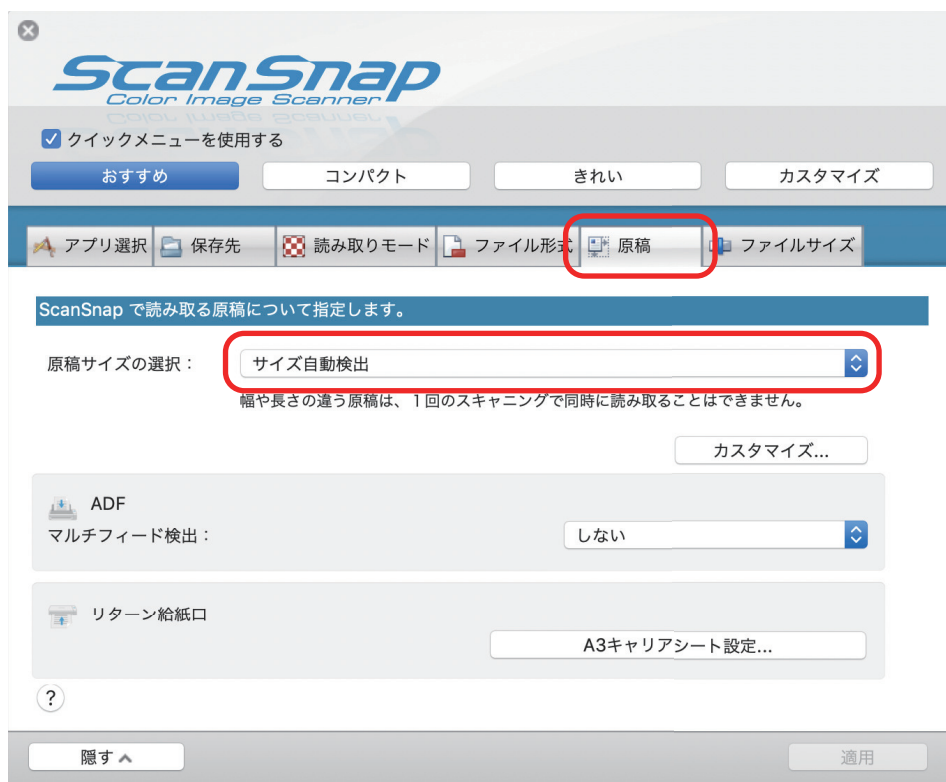 ScanSnap
Color Image Scanner
クイックメニューを使用する
おすすめ コンパクト きれい カスタマイズ
アプリ選択 保存先 読み取りモード ファイル形式 原稿 ファイルサイズ
ScanSnap で読み取る原稿について指定します。
原稿サイズの選択： サイズ自動検出
幅や長さの違う原稿は、1回のスキャニングで同時に読み取ることはできません。
カスタマイズ...
ADF
マルチフィード検出： しない
リターン給紙口
A3キャリアシート設定...
?
隠す 適用